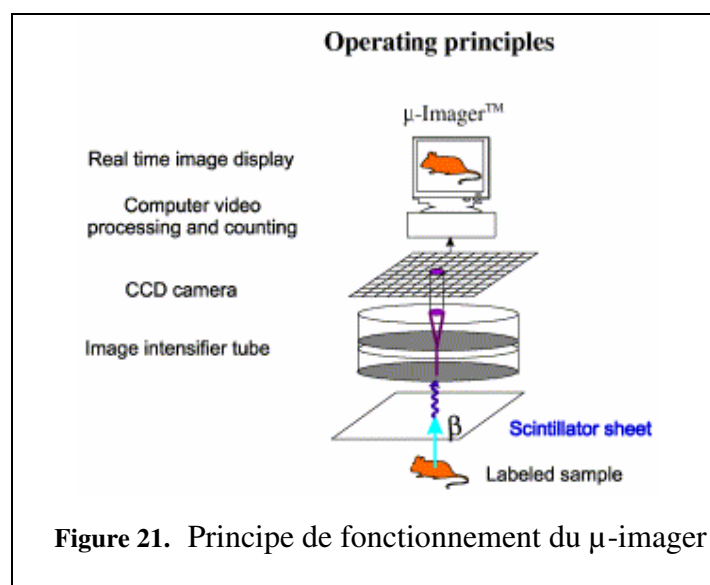 Operating principles
µ-Imager™
Real time image display
Computer video
processing and counting
CCD camera
Image intensifier tube
β
Scintillator sheet
Labeled sample
Figure 21. Principe de fonctionnement du µ-imager